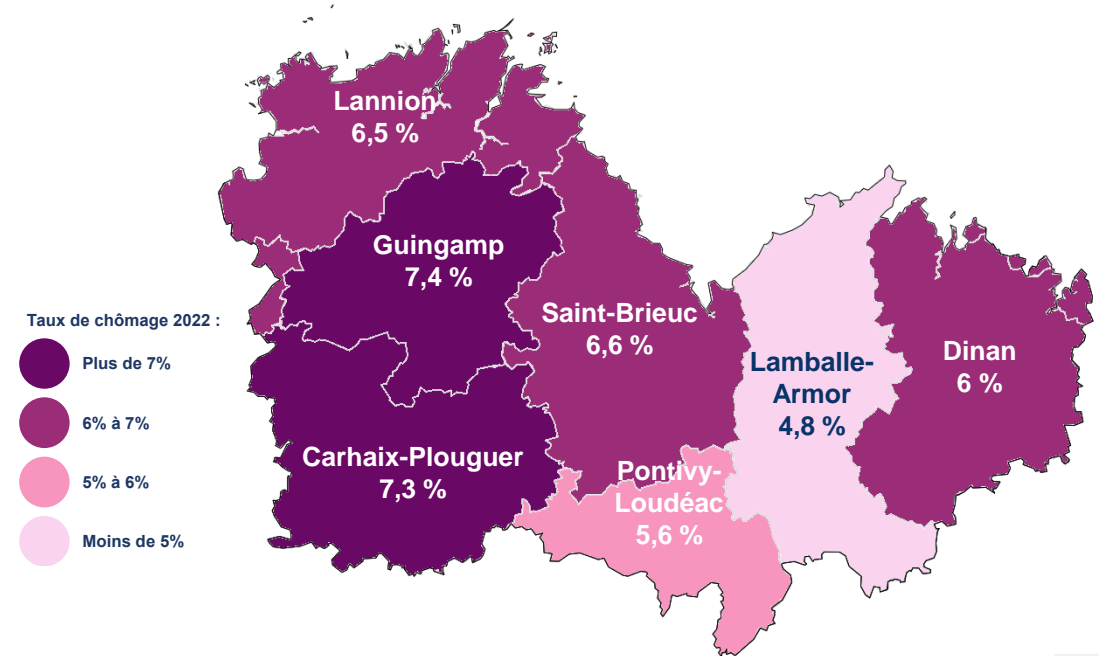 Lannion
6,5 %
Guingamp
7,4 %
Saint-Brieuc
6,6 %
Taux de chômage 2022 :
Plus de 7%
6% à 7%
5% à 6%
Moins de 5%
Lamballe-
Armor
4,8 %
Dinan
6 %
Carhaix-Plouguer
7,3 %
Pontivy-
Loudéac
5,6 %